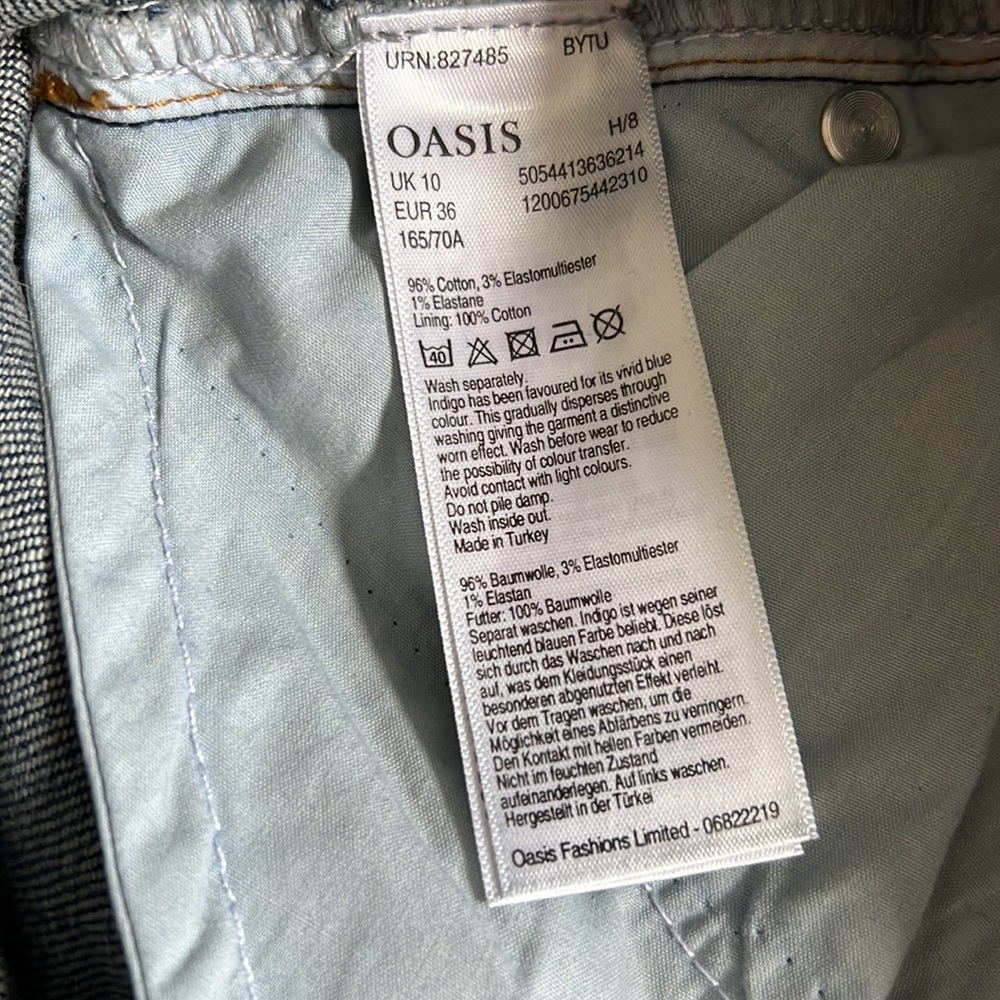 URN:827485 BYTU
OASIS H/8
UK 10 5054413636214
EUR 36 1200675442310
165/70A
96% Cotton, 3% Elastomultiester
1% Elastane
Lining: 100% Cotton
40
Wash separately.
Indigo has been favoured for its vivid blue
colour. This gradually disperses through
washing giving the garment a distinctive
worn effect. Wash before wear to reduce
the possibility of colour transfer.
Avoid contact with light colours.
Do not pile damp.
Wash inside out.
Made in Turkey
96% Baumwolle, 3% Elastomultiester
1% Elastan
Futter: 100% Baumwolle
Separat waschen. Indigo ist wegen seiner
leuchtend blauen Farbe beliebt. Diese löst
sich durch das Waschen nach und nach
auf, was dem Kleidungsstück einen
besonderen abgenutzten Effekt verleiht.
Vor dem Tragen waschen, um die
Möglichkeit eines Abfärbens zu verringern.
Den Kontakt mit hellen Farben vermeiden.
Nicht im feuchten Zustand
aufeinanderlegen. Auf links waschen.
Hergestellt in der Türkei
Oasis Fashions Limited - 06822219